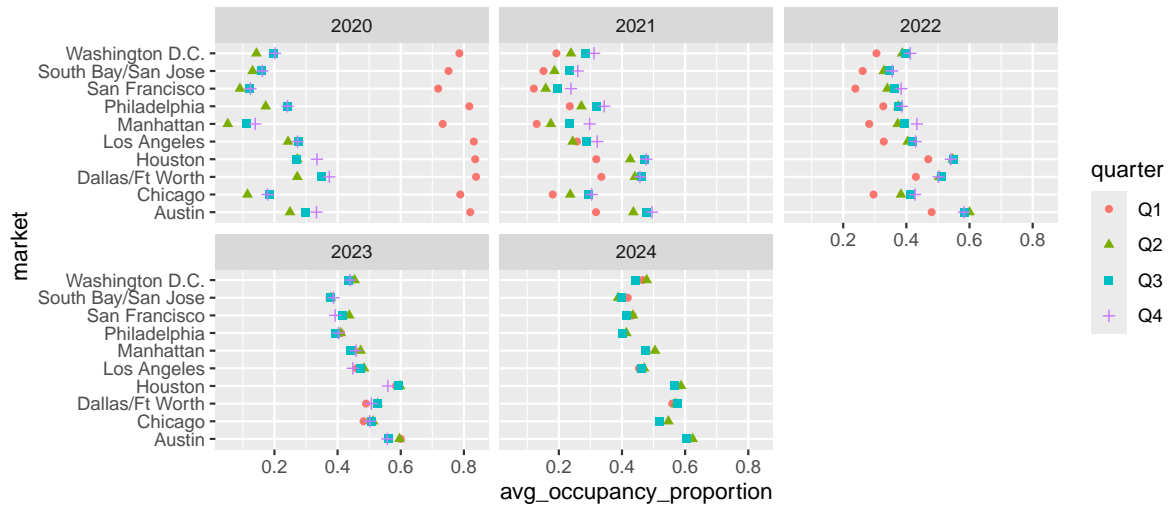 2020
2021
2022
Washington D.C.
South Bay/San Jose
San Francisco
Philadelphia
Manhattan
Los Angeles
Houston
Dallas/Ft Worth
Chicago
Austin
0.2 0.4 0.6 0.8
2023
2024
Washington D.C.
South Bay/San Jose
San Francisco
Philadelphia
Manhattan
Los Angeles
Houston
Dallas/Ft Worth
Chicago
Austin
0.2 0.4 0.6 0.8
0.2 0.4 0.6 0.8
market
avg_occupancy_proportion
quarter
Q1
Q2
Q3
Q4